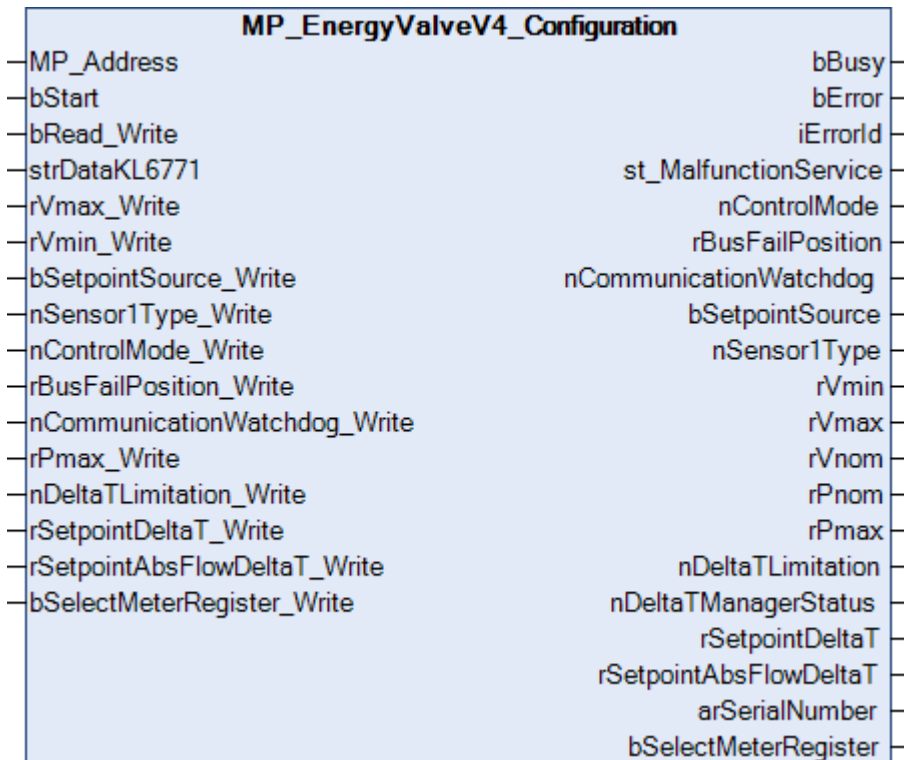 MP_EnergyValveV4_Configuration
MP_Address bBusy
bStart bError
bRead_Write iErrorId
strDataKL6771 st_MalfunctionService
rVmax_Write nControlMode
rVmin_Write rBusFailPosition
bSetpointSource_Write nCommunicationWatchdog
nSensor1Type_Write bSetpointSource
nControlMode_Write nSensor1Type
rBusFailPosition_Write rVmin
nCommunicationWatchdog_Write rVmax
rPmax_Write rVnom
nDeltaTLimitation_Write rPnom
rSetpointDeltaT_Write rPmax
rSetpointAbsFlowDeltaT_Write nDeltaTLimitation
bSelectMeterRegister_Write nDeltaTManagerStatus
rSetpointDeltaT
rSetpointAbsFlowDeltaT
arSerialNumber
bSelectMeterRegister